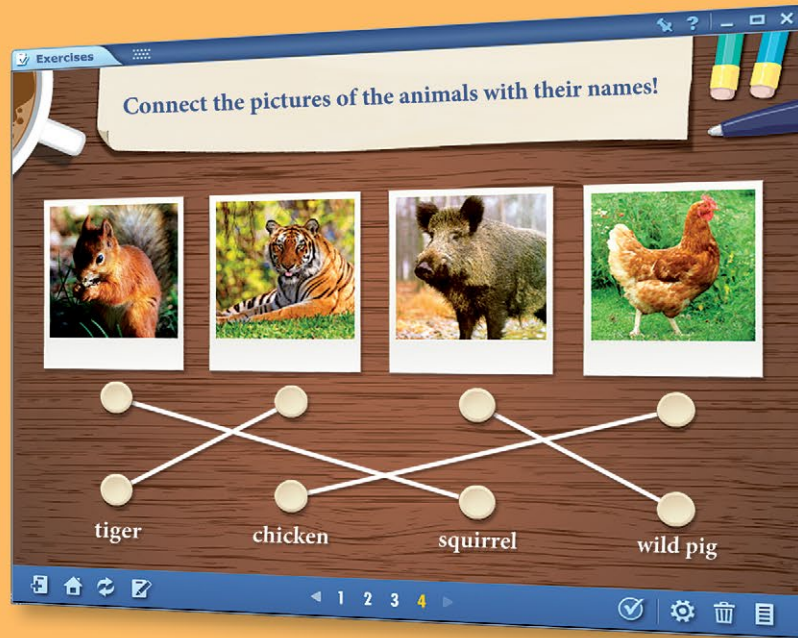 Exercises
?
Connect the pictures of the animals with their names!
tiger
chicken
squirrel
wild pig
1 2 3 4